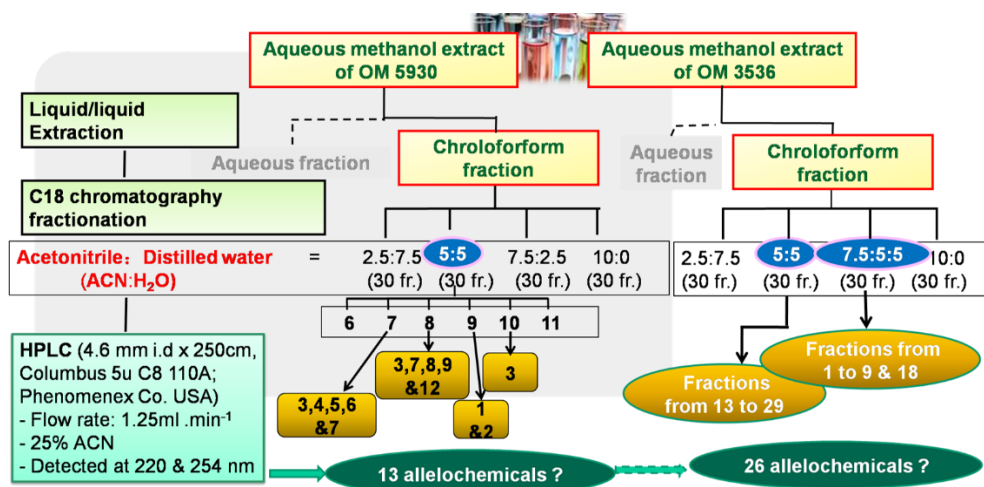 Aqueous methanol extract
of OM 5930
Aqueous methanol extract
of OM 3536
Liquid/liquid
Extraction
Aqueous fraction
Chroloforform
fraction
Aqueous
fraction
Chroloforform
fraction
C18 chromatography
fractionation
Acetonitrile: Distilled water
(ACN:H₂O)
=
2.5:7.5 5:5 7.5:2.5 10:0
(30 fr.) (30 fr.) (30 fr.) (30 fr.)
2.5:7.5 5:5 7.5:5:5 10:0
(30 fr.) (30 fr.) (30 fr.) (30 fr.)
6 7 8 9 10 11
HPLC (4.6 mm i.d x 250cm,
Columbus 5u C8 110A;
Phenomenex Co. USA)
- Flow rate: 1.25ml .min⁻¹
- 25% ACN
- Detected at 220 & 254 nm
3,4,5,6
&7
3,7,8,9
&12
1
&2
3
Fractions
from 13 to 29
Fractions from
1 to 9 & 18
13 allelochemicals ?
26 allelochemicals ?